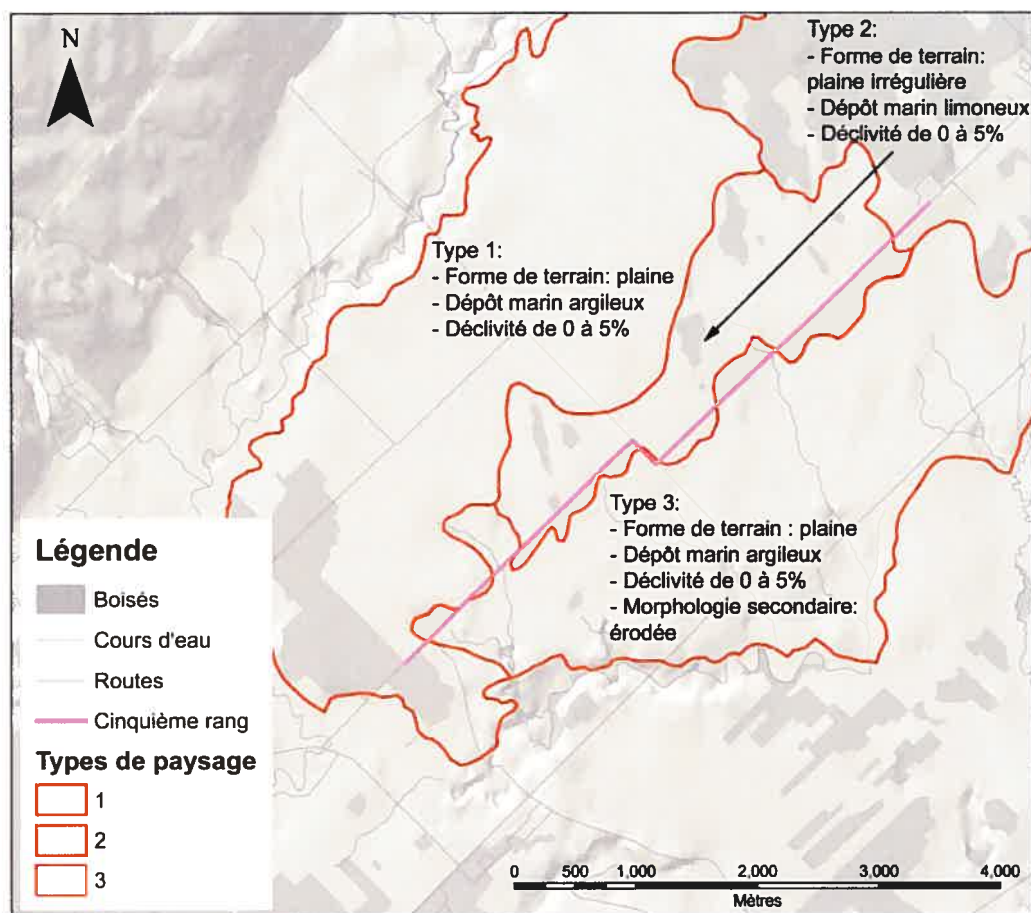 N
Type 2:
- Forme de terrain:
plaine irrégulière
- Dépôt marin limoneux
- Déclivité de 0 à 5%
Type 1:
- Forme de terrain: plaine
- Dépôt marin argileux
- Déclivité de 0 à 5%
Type 3:
- Forme de terrain : plaine
- Dépôt marin argileux
- Déclivité de 0 à 5%
- Morphologie secondaire:
érodée
Légende
Boisés
Cours d'eau
Routes
Cinquième rang
Types de paysage
1
2
3
0 500 1,000 2,000 3,000 4,000
Mètres